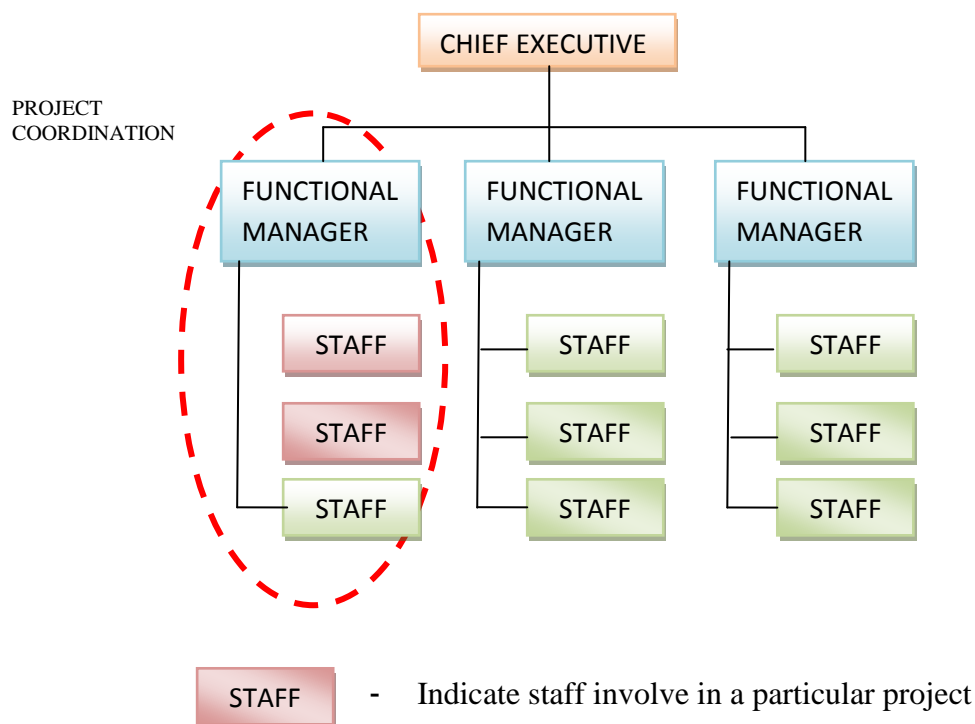 CHIEF EXECUTIVE
PROJECT
COORDINATION
FUNCTIONAL
MANAGER
FUNCTIONAL
MANAGER
FUNCTIONAL
MANAGER
STAFF
STAFF
STAFF
STAFF
STAFF
STAFF
STAFF
STAFF
STAFF
STAFF - Indicate staff involve in a particular project